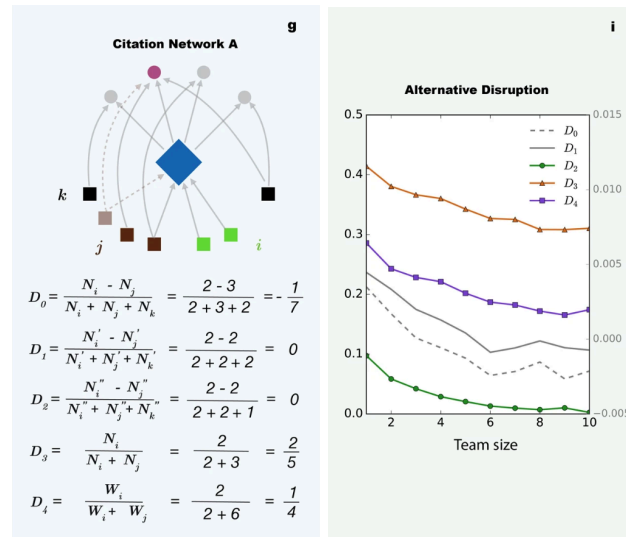 g
Citation Network A
k
j
i
D₀ = (Nᵢ - Nⱼ) / (Nᵢ + Nⱼ + Nₖ) = (2 - 3) / (2 + 3 + 2) = - 1/7
D₁ = (Nᵢ' - Nⱼ') / (Nᵢ' + Nⱼ' + Nₖ') = (2 - 2) / (2 + 2 + 2) = 0
D₂ = (Nᵢ'' - Nⱼ'') / (Nᵢ'' + Nⱼ'' + Nₖ'') = (2 - 2) / (2 + 2 + 1) = 0
D₃ = Nᵢ / (Nᵢ + Nⱼ) = 2 / (2 + 3) = 2/5
D₄ = Wᵢ / (Wᵢ + Wⱼ) = 2 / (2 + 6) = 1/4
i
Alternative Disruption
0.5
0.4
0.3
0.2
0.1
0.0
D₀
D₁
D₂
D₃
D₄
0.015
0.010
0.005
0.000
−0.005
2 4 6 8 10
Team size